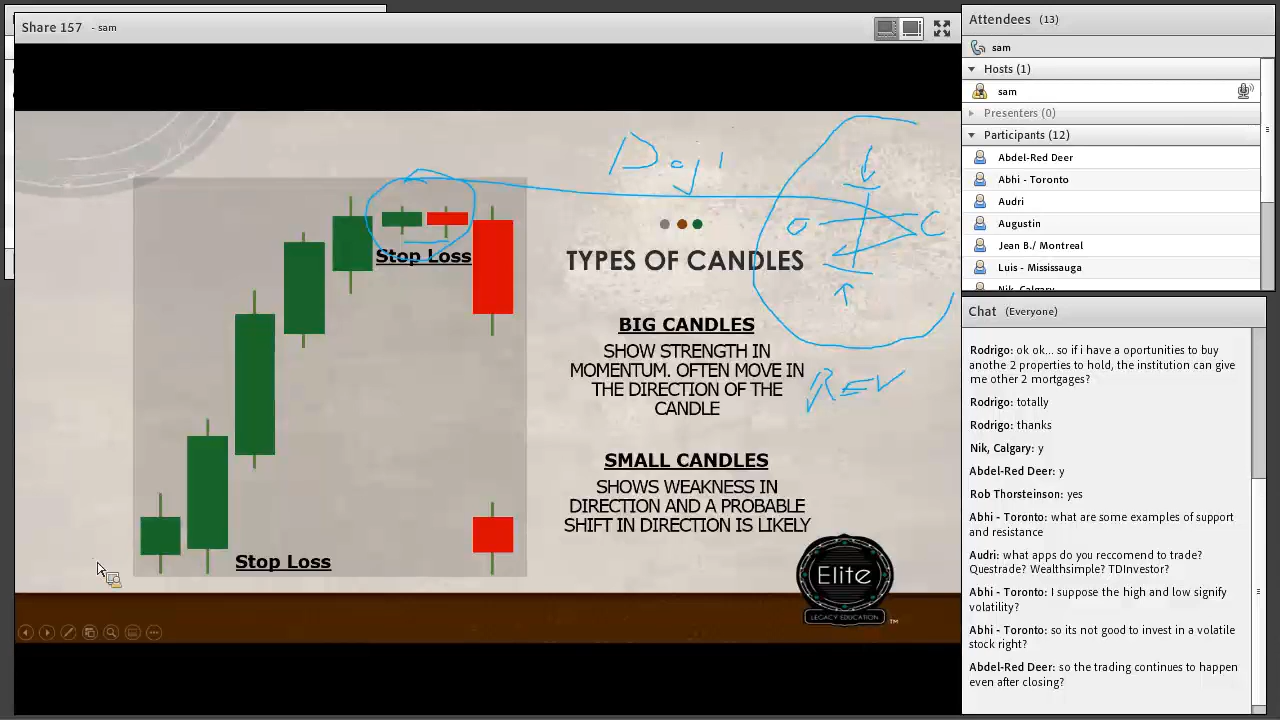 Share 157 - sam
Doji
O C
Stop Loss
TYPES OF CANDLES
BIG CANDLES
SHOW STRENGTH IN
MOMENTUM. OFTEN MOVE IN
THE DIRECTION OF THE
CANDLE
REV
SMALL CANDLES
SHOWS WEAKNESS IN
DIRECTION AND A PROBABLE
SHIFT IN DIRECTION IS LIKELY
Stop Loss
Elite
LEGACY EDUCATION
TM
Attendees (13)
sam
Hosts (1)
sam
Presenters (0)
Participants (12)
Abdel-Red Deer
Abhi - Toronto
Audri
Augustin
Jean B./ Montreal
Luis - Mississauga
Nik, Calgary
Chat (Everyone)
Rodrigo: ok ok... so if i have a oportunities to buy
anothe 2 properties to hold, the institution can give
me other 2 mortgages?
Rodrigo: totally
Rodrigo: thanks
Nik, Calgary: y
Abdel-Red Deer: y
Rob Thorsteinson: yes
Abhi - Toronto: what are some examples of support
and resistance
Audri: what apps do you reccomend to trade?
Questrade? Wealthsimple? TDInvestor?
Abhi - Toronto: I suppose the high and low signify
volatility?
Abhi - Toronto: so its not good to invest in a volatile
stock right?
Abdel-Red Deer: so the trading continues to happen
even after closing?